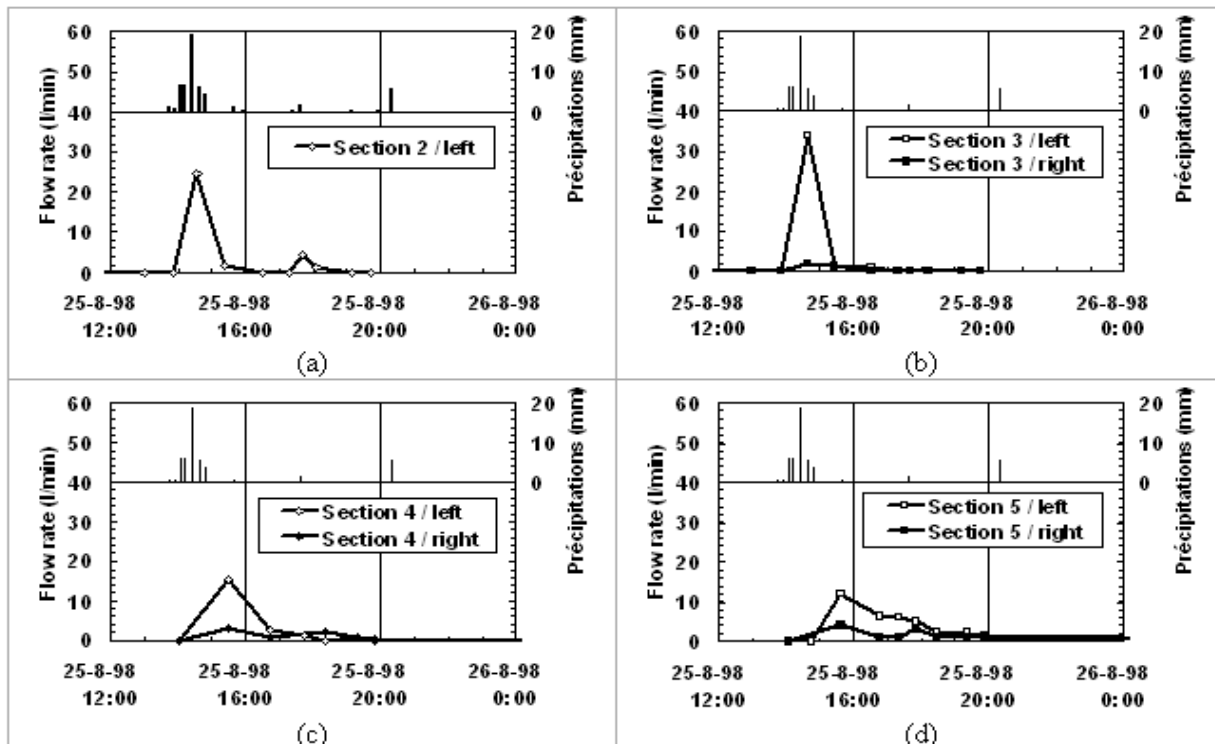 60
50
40
30
20
10
0
Flow rate (l/min)
20
10
0
Précipitations (mm)
Section 2 / left
25-8-98 12:00
25-8-98 16:00
25-8-98 20:00
26-8-98 0:00
(a)
60
50
40
30
20
10
0
Flow rate (l/min)
20
10
0
Précipitations (mm)
Section 3 / left
Section 3 / right
25-8-98 12:00
25-8-98 16:00
25-8-98 20:00
26-8-98 0:00
(b)
60
50
40
30
20
10
0
Flow rate (l/min)
20
10
0
Précipitations (mm)
Section 4 / left
Section 4 / right
25-8-98 12:00
25-8-98 16:00
25-8-98 20:00
26-8-98 0:00
(c)
60
50
40
30
20
10
0
Flow rate (l/min)
20
10
0
Précipitations (mm)
Section 5 / left
Section 5 / right
25-8-98 12:00
25-8-98 16:00
25-8-98 20:00
26-8-98 0:00
(d)